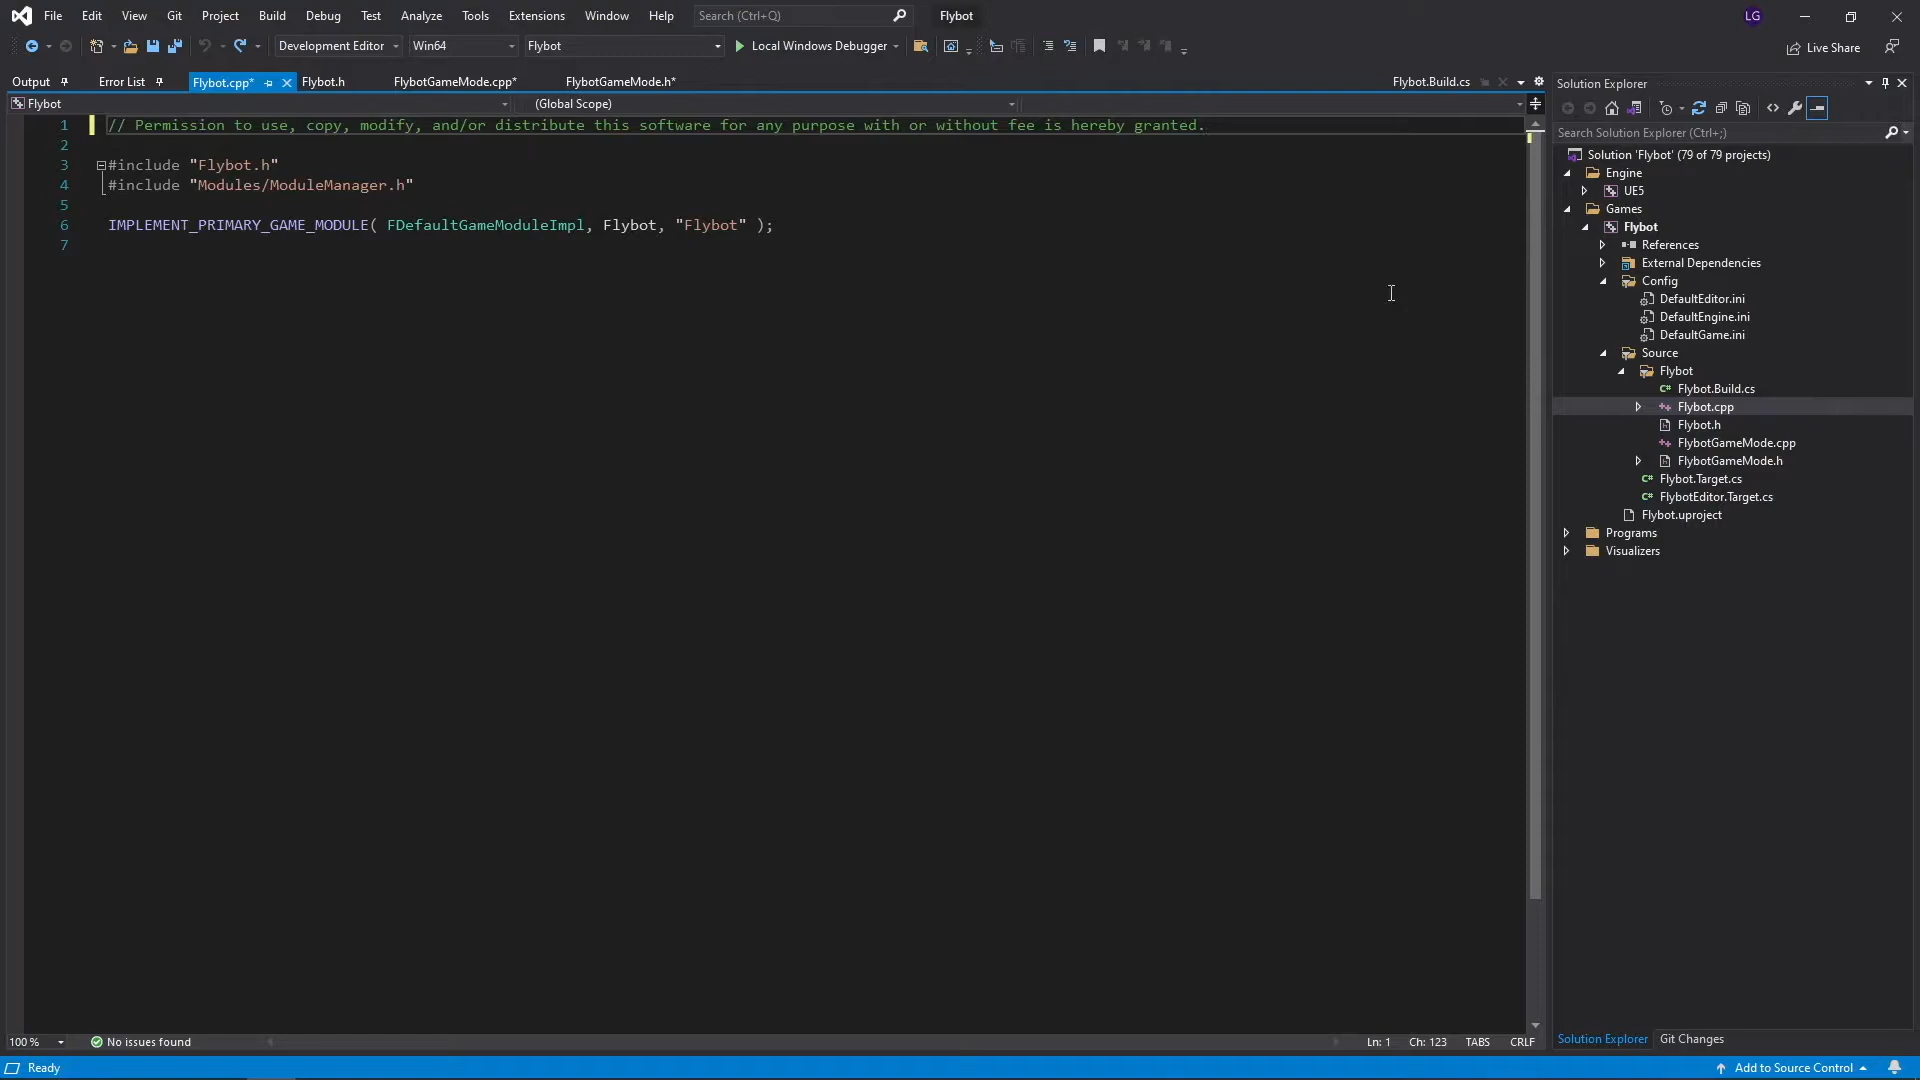 File Edit View Git Project Build Debug Test Analyze Tools Extensions Window Help Search (Ctrl+Q) Flybot LG
Development Editor Win64 Flybot Local Windows Debugger Live Share
Output Error List Flybot.cpp* Flybot.h FlybotGameMode.cpp* FlybotGameMode.h* Flybot.Build.cs
Flybot (Global Scope)
1 // Permission to use, copy, modify, and/or distribute this software for any purpose with or without fee is hereby granted.
2
3 #include "Flybot.h"
4 #include "Modules/ModuleManager.h"
5
6 IMPLEMENT_PRIMARY_GAME_MODULE( FDefaultGameModuleImpl, Flybot, "Flybot" );
7
100 % No issues found Ln: 1 Ch: 123 TABS CRLF
Solution Explorer
Search Solution Explorer (Ctrl+;)
Solution 'Flybot' (79 of 79 projects)
Engine
UE5
Games
Flybot
References
External Dependencies
Config
DefaultEditor.ini
DefaultEngine.ini
DefaultGame.ini
Source
Flybot
Flybot.Build.cs
Flybot.cpp
Flybot.h
FlybotGameMode.cpp
FlybotGameMode.h
Flybot.Target.cs
FlybotEditor.Target.cs
Flybot.uproject
Programs
Visualizers
Solution Explorer Git Changes
Ready Add to Source Control